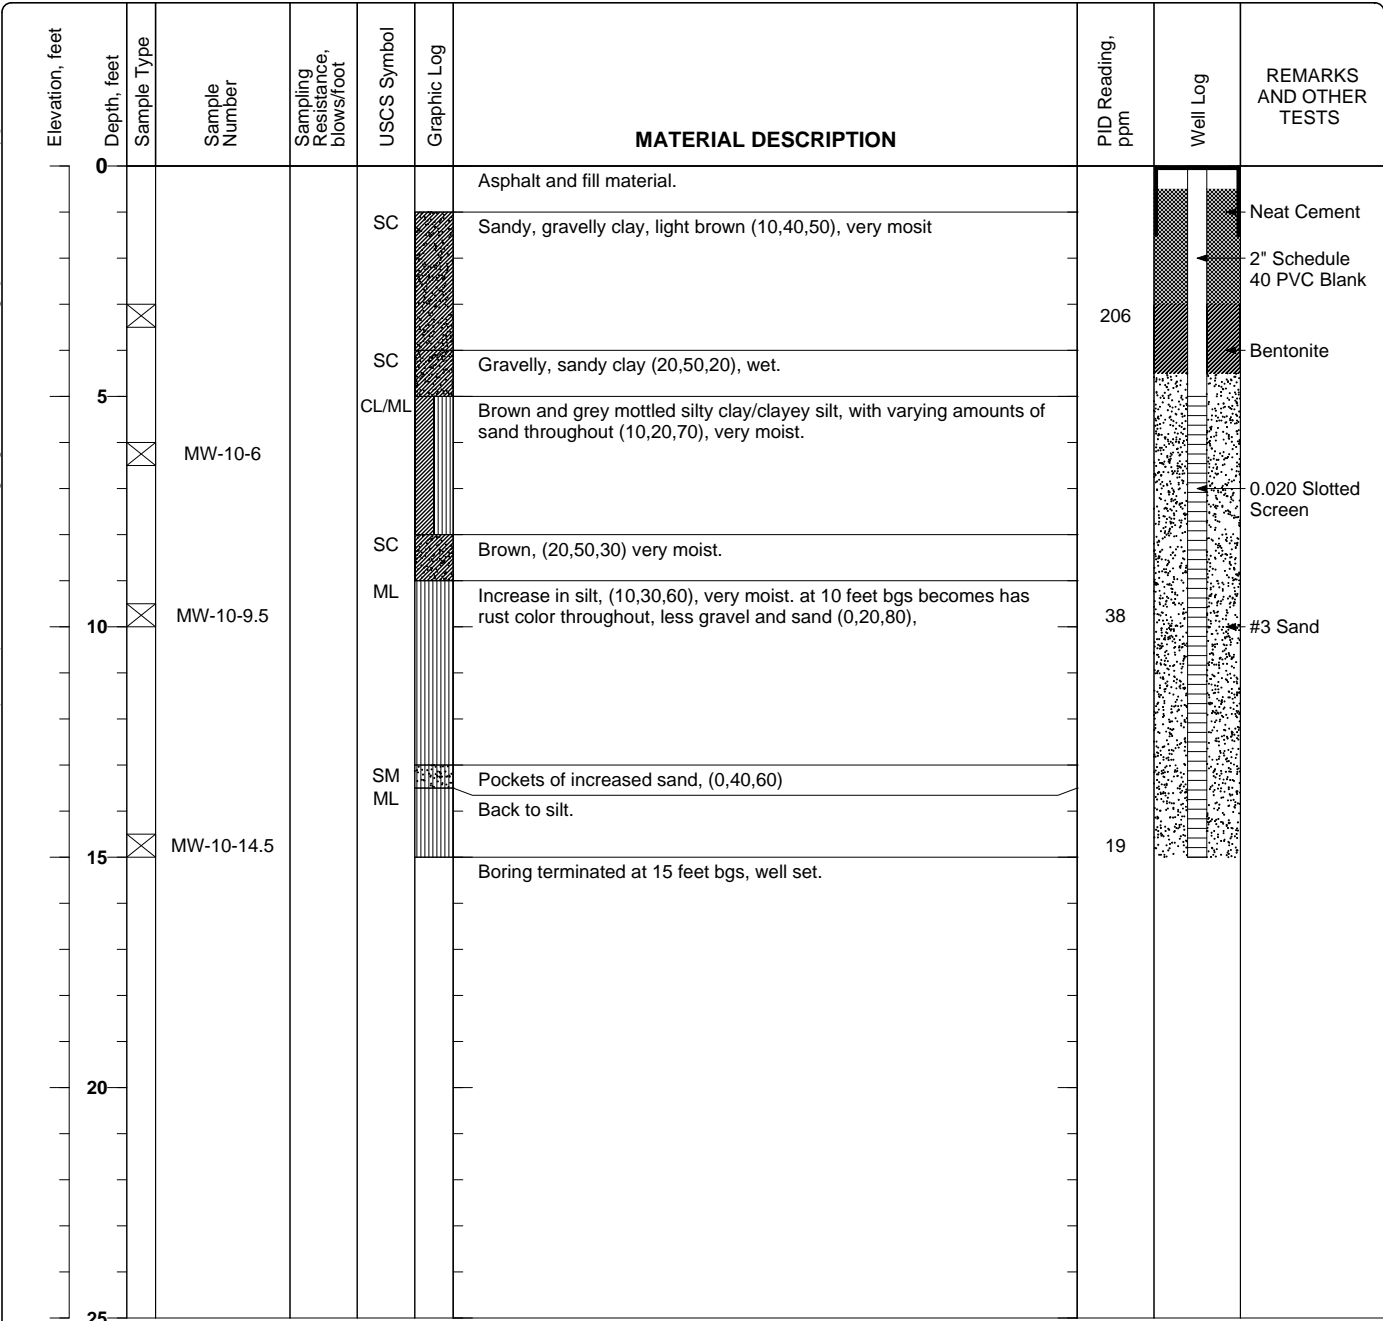 Elevation, feet
Depth, feet
Sample Type
Sample
Number
Sampling
Resistance,
blows/foot
USCS Symbol
Graphic Log
MATERIAL DESCRIPTION
PID Reading,
ppm
Well Log
REMARKS
AND OTHER
TESTS
0
Asphalt and fill material.
SC
Sandy, gravelly clay, light brown (10,40,50), very mosit
Neat Cement
2" Schedule
40 PVC Blank
206
SC
Gravelly, sandy clay (20,50,20), wet.
Bentonite
5
CL/ML
Brown and grey mottled silty clay/clayey silt, with varying amounts of
sand throughout (10,20,70), very moist.
MW-10-6
0.020 Slotted
Screen
SC
Brown, (20,50,30) very moist.
ML
Increase in silt, (10,30,60), very moist. at 10 feet bgs becomes has
rust color throughout, less gravel and sand (0,20,80),
MW-10-9.5
38
10
#3 Sand
SM
Pockets of increased sand, (0,40,60)
ML
Back to silt.
MW-10-14.5
19
15
Boring terminated at 15 feet bgs, well set.
20
25